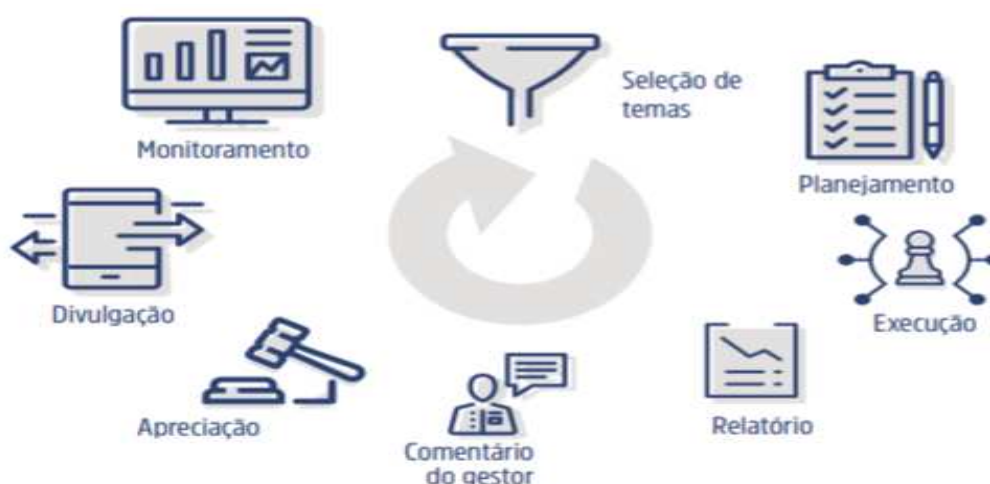 Seleção de
temas
Planejamento
Execução
Relatório
Comentário
do gestor
Apreciação
Divulgação
Monitoramento